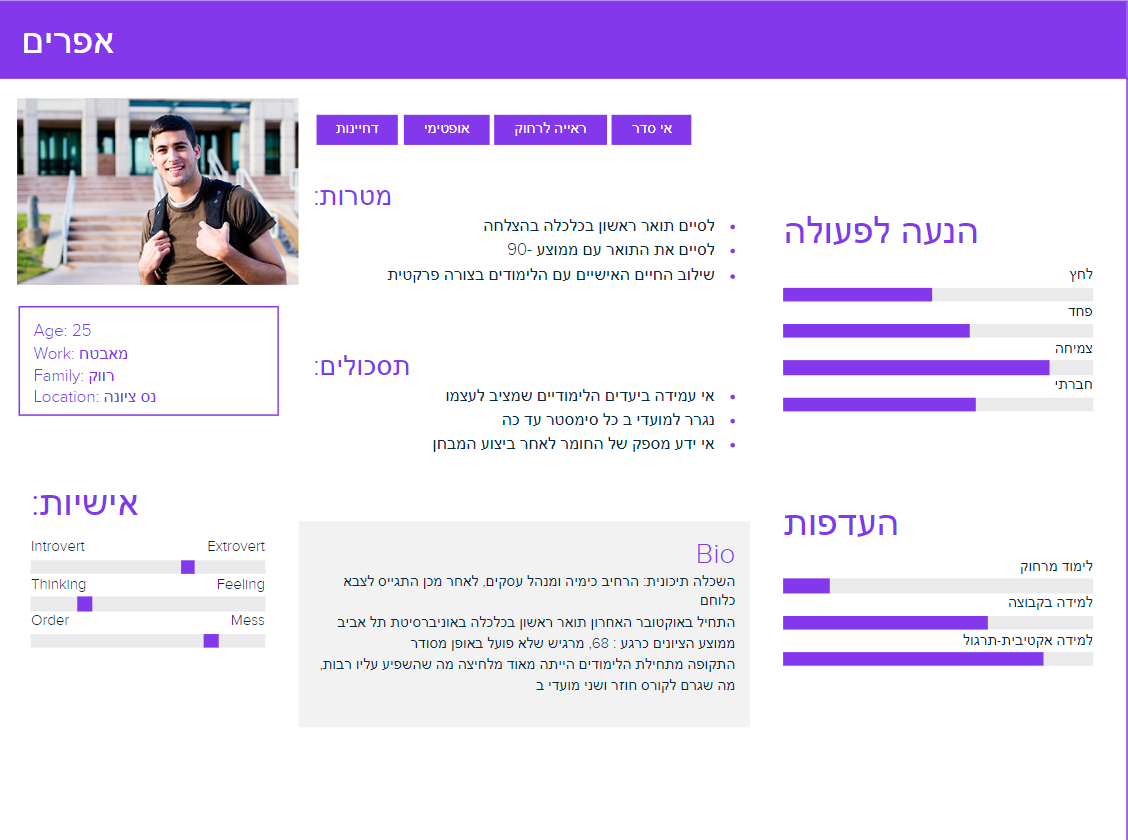 אפרים
אי סדר
ראייה לרחוק
אופטימי
דחיינות
מטרות:
לסיים תואר ראשון בכלכלה בהצלחה
לסיים את התואר עם ממוצע -90
שילוב החיים האישיים עם הלימודים בצורה פרקטית
תסכולים:
אי עמידה ביעדים הלימודיים שמציב לעצמו
נגרר למועדי ב כל סימסטר עד כה
אי ידע מספק של החומר לאחר ביצוע המבחן
הנעה לפעולה
לחץ
פחד
צמיחה
חברתי
Age: 25
Work: מאבטח
Family: רווק
Location: נס ציונה
אישיות:
Introvert Extrovert
Thinking Feeling
Order Mess
Bio
השכלה תיכונית: הרחיב כימיה ומנהל עסקים, לאחר מכן התגייס לצבא
כלוחם
התחיל באוקטובר האחרון תואר ראשון בכלכלה באוניברסיטת תל אביב
ממוצע הציונים כרגע : 68, מרגיש שלא פועל באופן מסודר
התקופה מתחילת הלימודים הייתה מאוד מלחיצה מה שהשפיע עליו רבות,
מה שגרם לקורס חוזר ושני מועדי ב
העדפות
לימוד מרחוק
למידה בקבוצה
למידה אקטיבית-תרגול